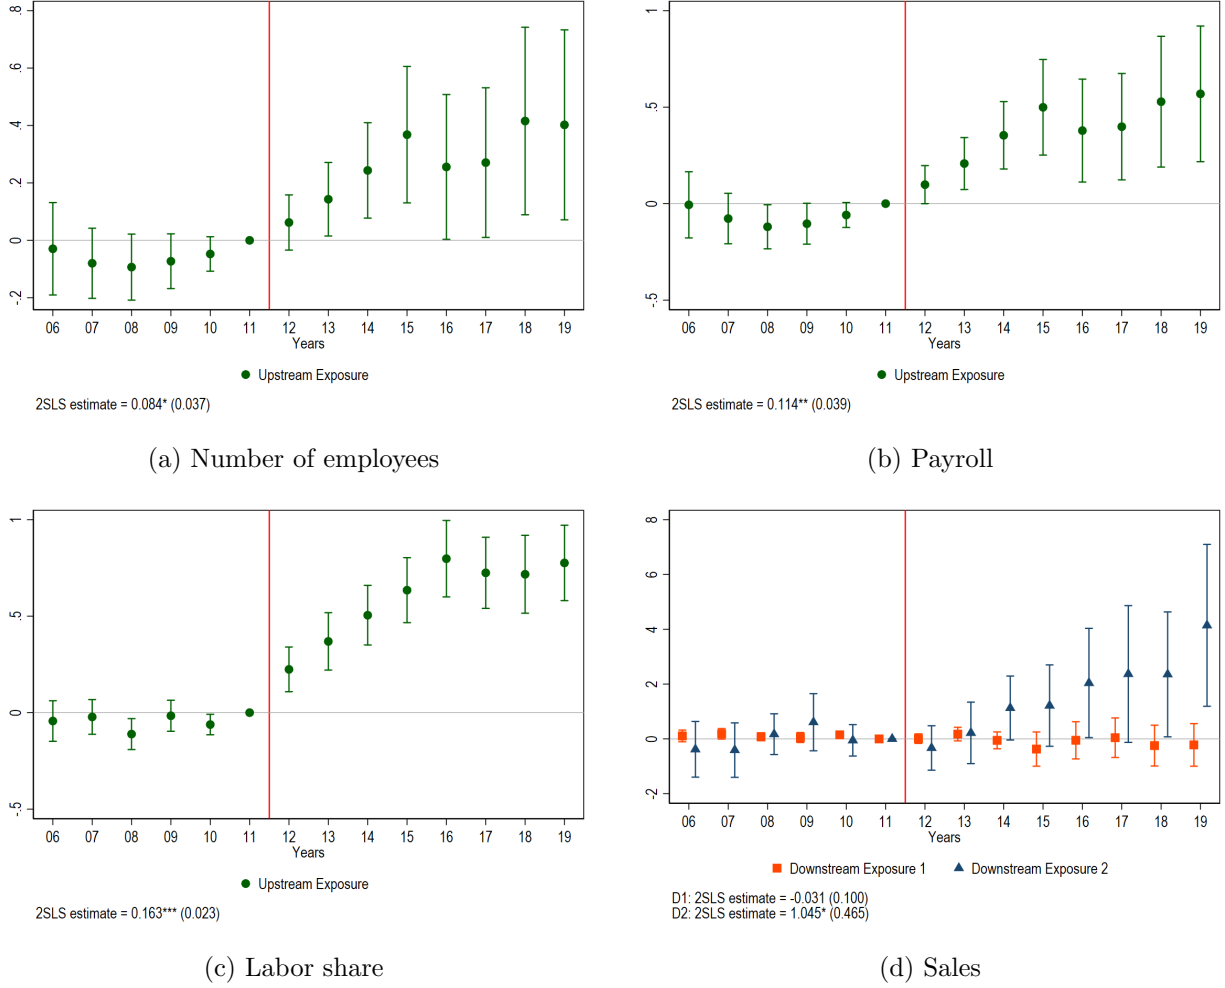 .8
.6
.4
.2
0
-.2
06 07 08 09 10 11 12 13 14 15 16 17 18 19
Years
Upstream Exposure
2SLS estimate = 0.084* (0.037)
(a) Number of employees
1
.5
0
-.5
06 07 08 09 10 11 12 13 14 15 16 17 18 19
Years
Upstream Exposure
2SLS estimate = 0.114** (0.039)
(b) Payroll
1
.5
0
-.5
06 07 08 09 10 11 12 13 14 15 16 17 18 19
Years
Upstream Exposure
2SLS estimate = 0.163*** (0.023)
(c) Labor share
8
6
4
2
0
-2
06 07 08 09 10 11 12 13 14 15 16 17 18 19
Years
Downstream Exposure 1 Downstream Exposure 2
D1: 2SLS estimate = -0.031 (0.100)
D2: 2SLS estimate = 1.045* (0.465)
(d) Sales